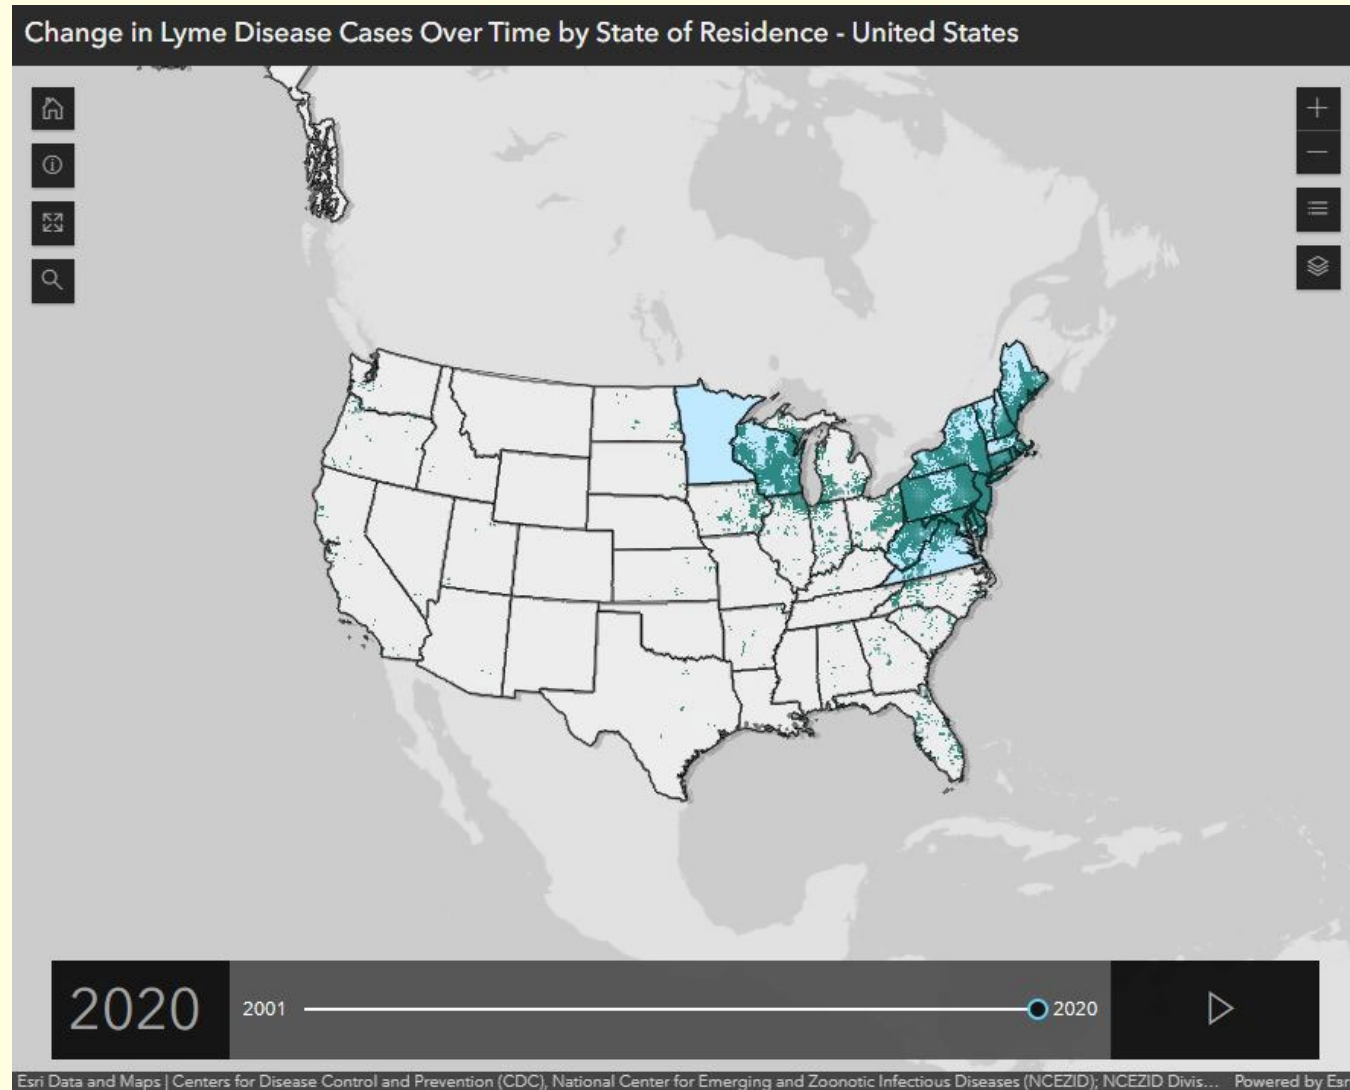 Change in Lyme Disease Cases Over Time by State of Residence - United States
2020 2001 2020
Esri Data and Maps | Centers for Disease Control and Prevention (CDC), National Center for Emerging and Zoonotic Infectious Diseases (NCEZID); NCEZID Divis... Powered by Esri